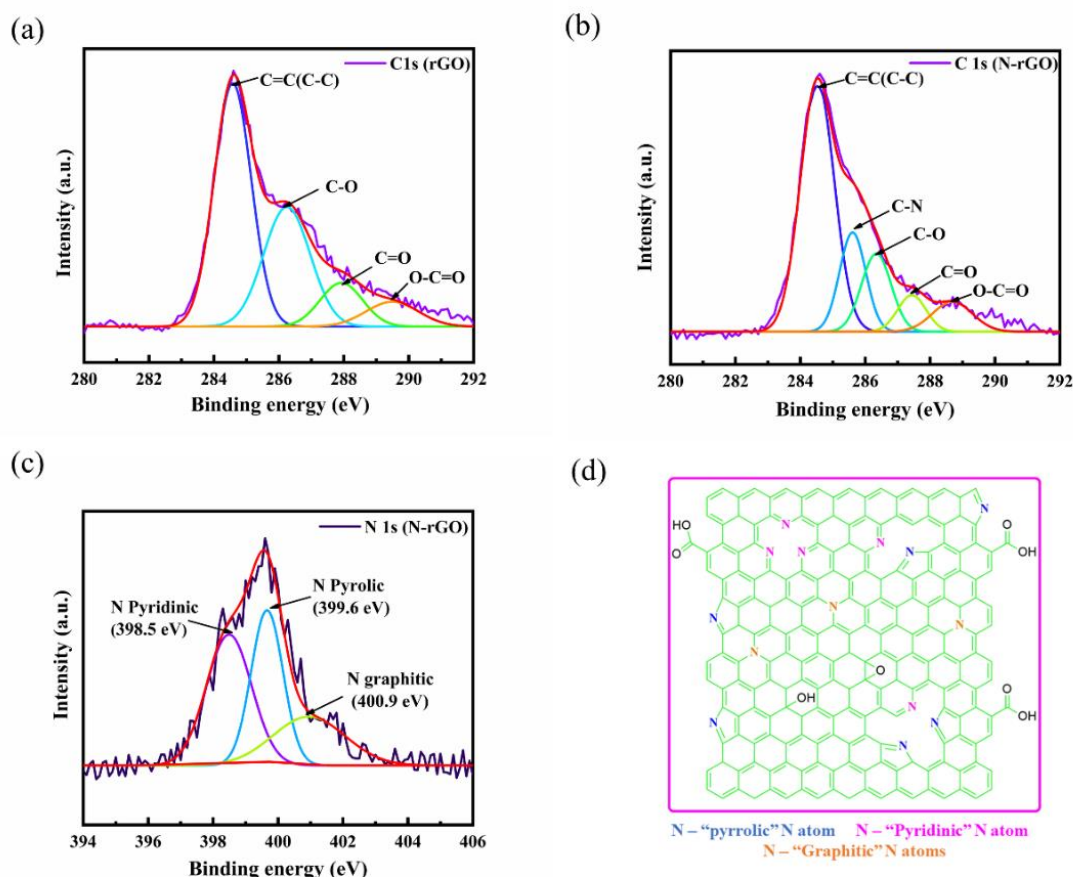 (a)
C1s (rGO)
C=C(C-C)
C-O
C=O
O-C=O
Intensity (a.u.)
280 282 284 286 288 290 292
Binding energy (eV)
(b)
C 1s (N-rGO)
C=C(C-C)
C-N
C-O
C=O
O-C=O
Intensity (a.u.)
280 282 284 286 288 290 292
Binding energy (eV)
(c)
N 1s (N-rGO)
N Pyridinic
(398.5 eV)
N Pyrolic
(399.6 eV)
N graphitic
(400.9 eV)
Intensity (a.u.)
394 396 398 400 402 404 406
Binding energy (eV)
(d)
N
N
HO
O
N
N
N
N
N
O
OH
N
N
N
N
O
OH
N
O
OH
N
N
N
N – “pyrrolic” N atom N – “Pyridinic” N atom
N – “Graphitic” N atoms